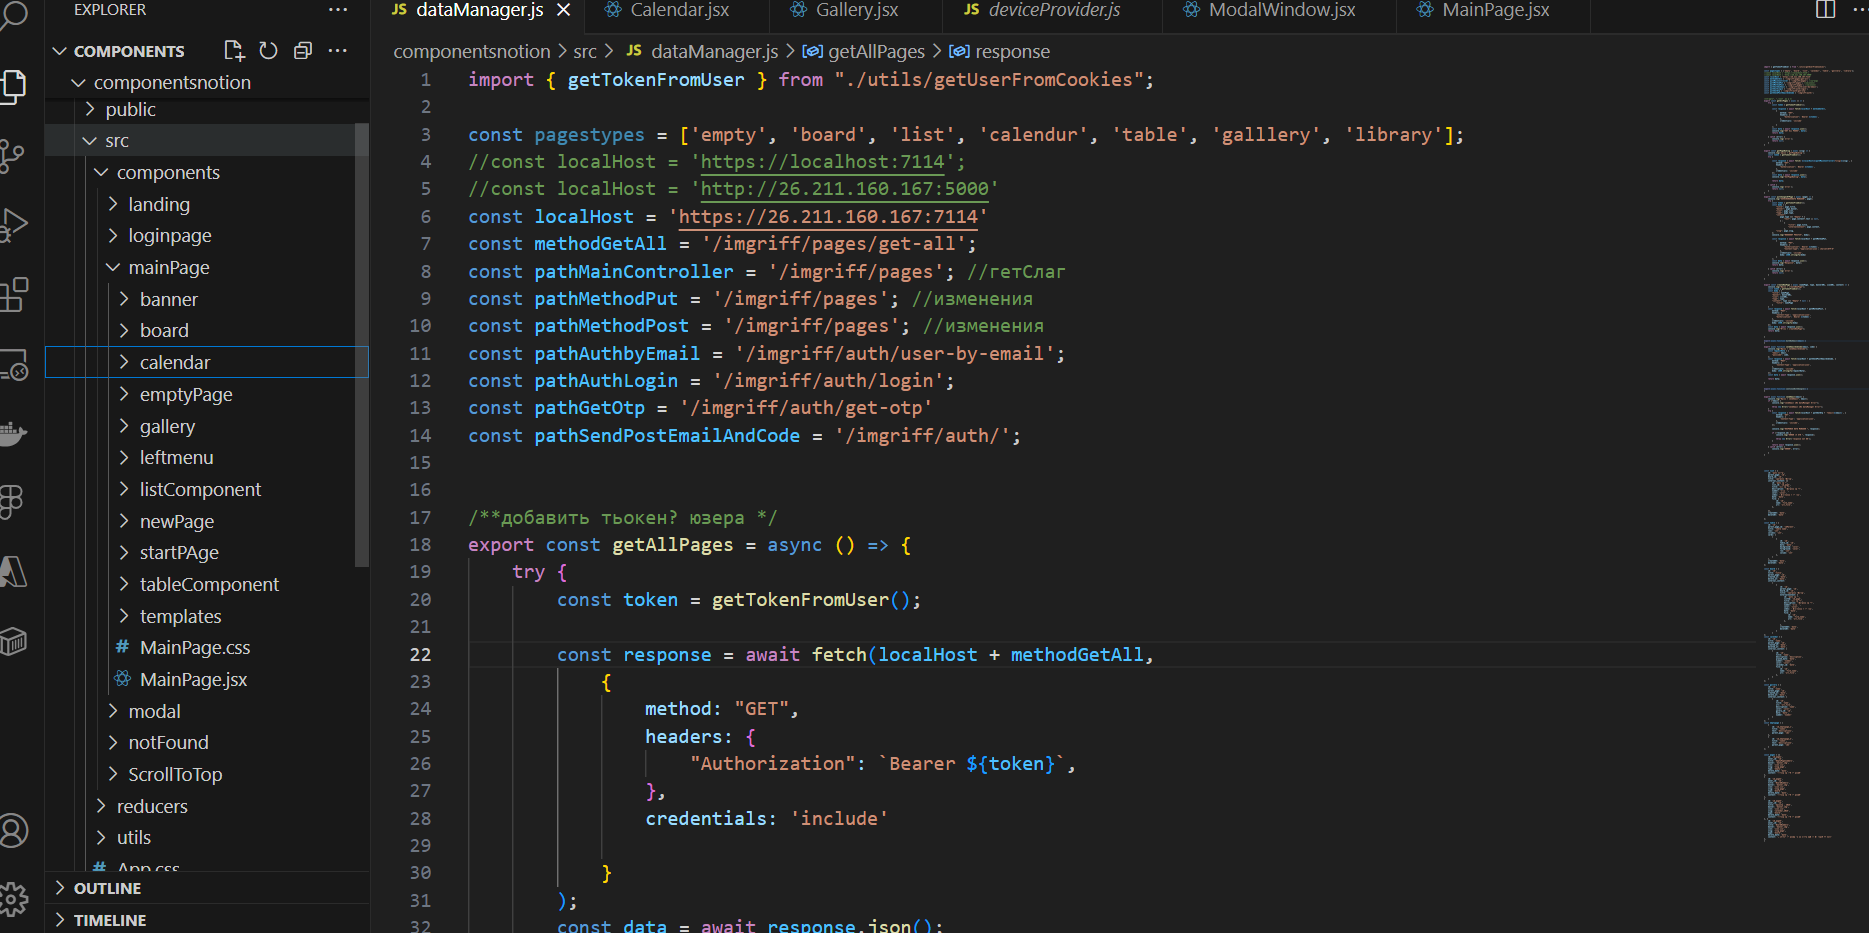 EXPLORER ...
COMPONENTS ...
componentsnotion
public
src
components
landing
loginpage
mainPage
banner
board
calendar
emptyPage
gallery
leftmenu
listComponent
newPage
startPAge
tableComponent
templates
# MainPage.css
MainPage.jsx
modal
notFound
ScrollToTop
reducers
utils
# App.css
OUTLINE
TIMELINE
JS dataManager.js Calendar.jsx Gallery.jsx JS deviceProvider.js ModalWindow.jsx MainPage.jsx
componentsnotion > src > JS dataManager.js > getAllPages > response
1 import { getTokenFromUser } from "./utils/getUserFromCookies";
2
3 const pagestypes = ['empty', 'board', 'list', 'calendur', 'table', 'galllery', 'library'];
4 //const localHost = 'https://localhost:7114';
5 //const localHost = 'http://26.211.160.167:5000'
6 const localHost = 'https://26.211.160.167:7114'
7 const methodGetAll = '/imgriff/pages/get-all';
8 const pathMainController = '/imgriff/pages'; //гетСлаг
9 const pathMethodPut = '/imgriff/pages'; //изменения
10 const pathMethodPost = '/imgriff/pages'; //изменения
11 const pathAuthbyEmail = '/imgriff/auth/user-by-email';
12 const pathAuthLogin = '/imgriff/auth/login';
13 const pathGetOtp = '/imgriff/auth/get-otp'
14 const pathSendPostEmailAndCode = '/imgriff/auth/';
15
16
17 /**добавить тьокен? юзера */
18 export const getAllPages = async () => {
19 try {
20 const token = getTokenFromUser();
21
22 const response = await fetch(localHost + methodGetAll,
23 {
24 method: "GET",
25 headers: {
26 "Authorization": `Bearer ${token}`,
27 },
28 credentials: 'include'
29
30 }
31 );
32 const data = await response.json();